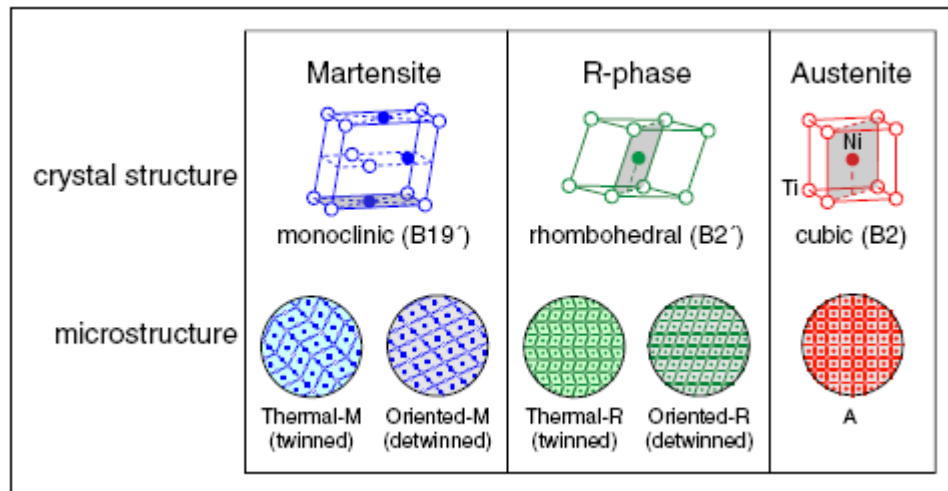 Martensite
R-phase
Austenite
crystal structure
Ni
Ti
monoclinic (B19´)
rhombohedral (B2´)
cubic (B2)
microstructure
Thermal-M
(twinned)
Oriented-M
(detwinned)
Thermal-R
(twinned)
Oriented-R
(detwinned)
A